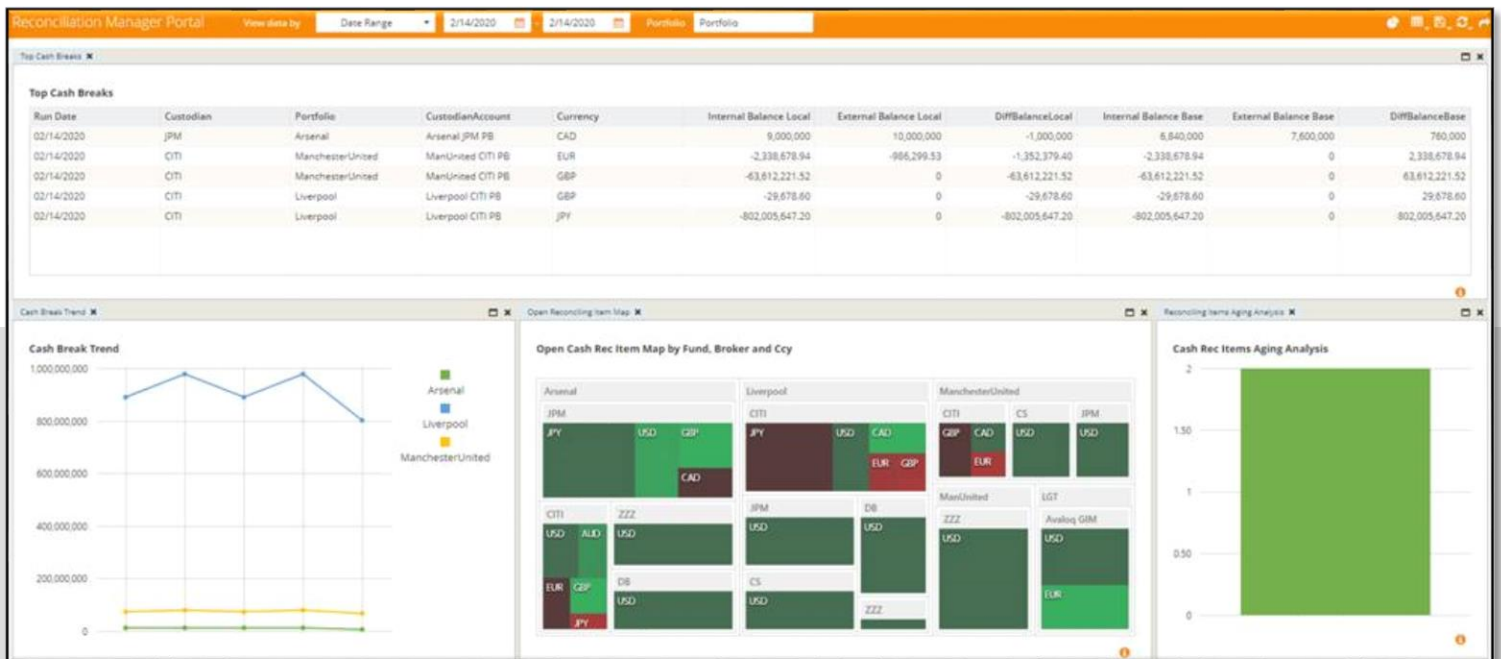 Reconciliation Manager Portal View data by Date Range 2/14/2020 - 2/14/2020 Portfolio Portfolio
Top Cash Breaks
Top Cash Breaks
Run Date Custodian Portfolio CustodianAccount Currency Internal Balance Local External Balance Local DiffBalanceLocal Internal Balance Base External Balance Base DiffBalanceBase
02/14/2020 JPM Arsenal Arsenal JPM PB CAD 9,000,000 10,000,000 -1,000,000 6,840,000 7,600,000 760,000
02/14/2020 CITI ManchesterUnited ManUnited CITI PB EUR -2,338,678.94 -986,299.53 -1,352,379.40 -2,338,678.94 0 2,338,678.94
02/14/2020 CITI ManchesterUnited ManUnited CITI PB GBP -63,612,221.52 0 -63,612,221.52 -63,612,221.52 0 63,612,221.52
02/14/2020 CITI Liverpool Liverpool CITI PB GBP -29,678.60 0 -29,678.60 -29,678.60 0 29,678.60
02/14/2020 CITI Liverpool Liverpool CITI PB JPY -802,005,647.20 0 -802,005,647.20 -802,005,647.20 0 802,005,647.20
Cash Break Trend
Cash Break Trend
1,000,000,000
800,000,000
600,000,000
400,000,000
200,000,000
0
Arsenal
Liverpool
ManchesterUnited
Open Reconciling Item Map
Open Cash Rec Item Map by Fund, Broker and Ccy
Arsenal Liverpool ManchesterUnited
JPM CITI CITI CS JPM
JPY USD GBP JPY USD CAD GBP CAD USD USD
EUR GBP EUR
CAD
ManUnited LGT
CITI ZZZ JPM DB ZZZ Avaloq GIM
USD AUD USD USD USD USD USD
EUR GBP DB CS EUR
USD USD ZZZ
JPY
Reconciling Items Aging Analysis
Cash Rec Items Aging Analysis
2
1.50
1
0.50
0